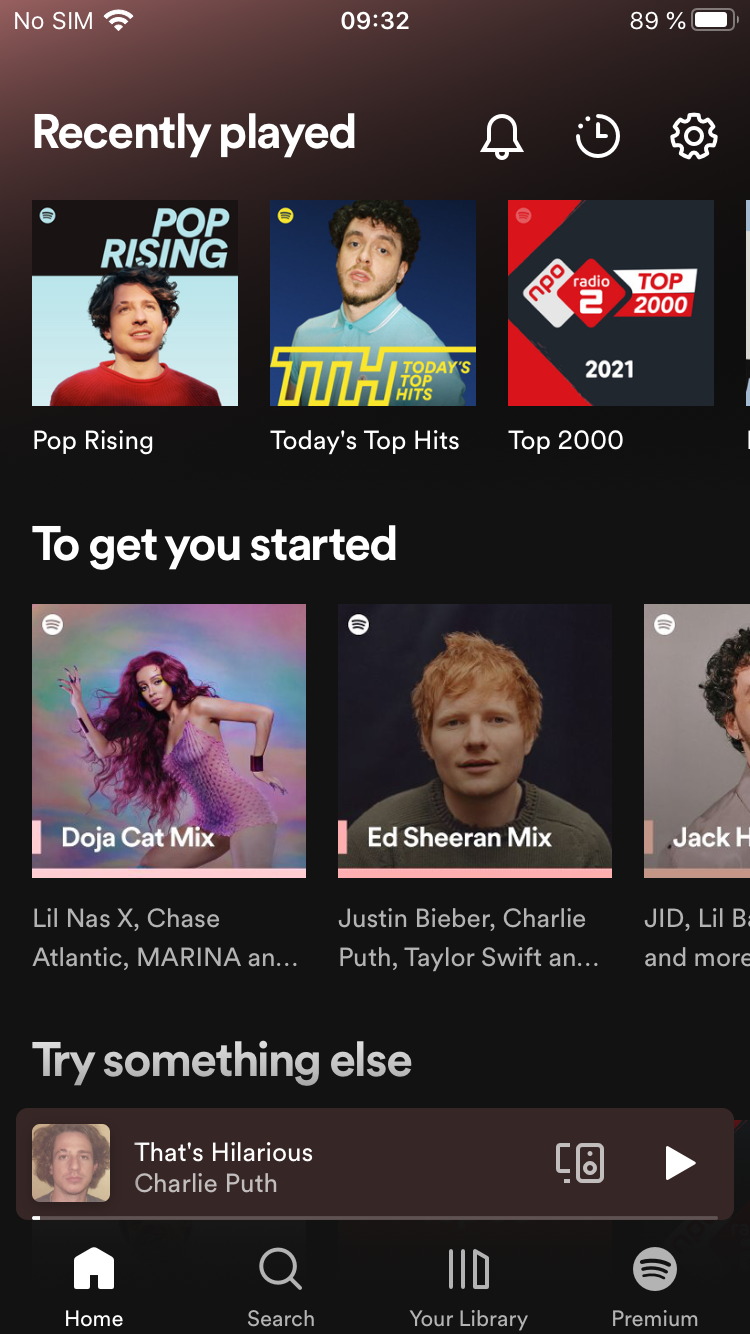 No SIM 09:32 89 %
Recently played
POP
RISING
TTH TODAY'S
TOP
HITS
npo radio
2
TOP
2000
2021
Pop Rising Today's Top Hits Top 2000
To get you started
Doja Cat Mix Ed Sheeran Mix Jack H
Lil Nas X, Chase
Atlantic, MARINA an...
Justin Bieber, Charlie
Puth, Taylor Swift an...
JID, Lil Ba
and more
Try something else
That's Hilarious
Charlie Puth
Home Search Your Library Premium